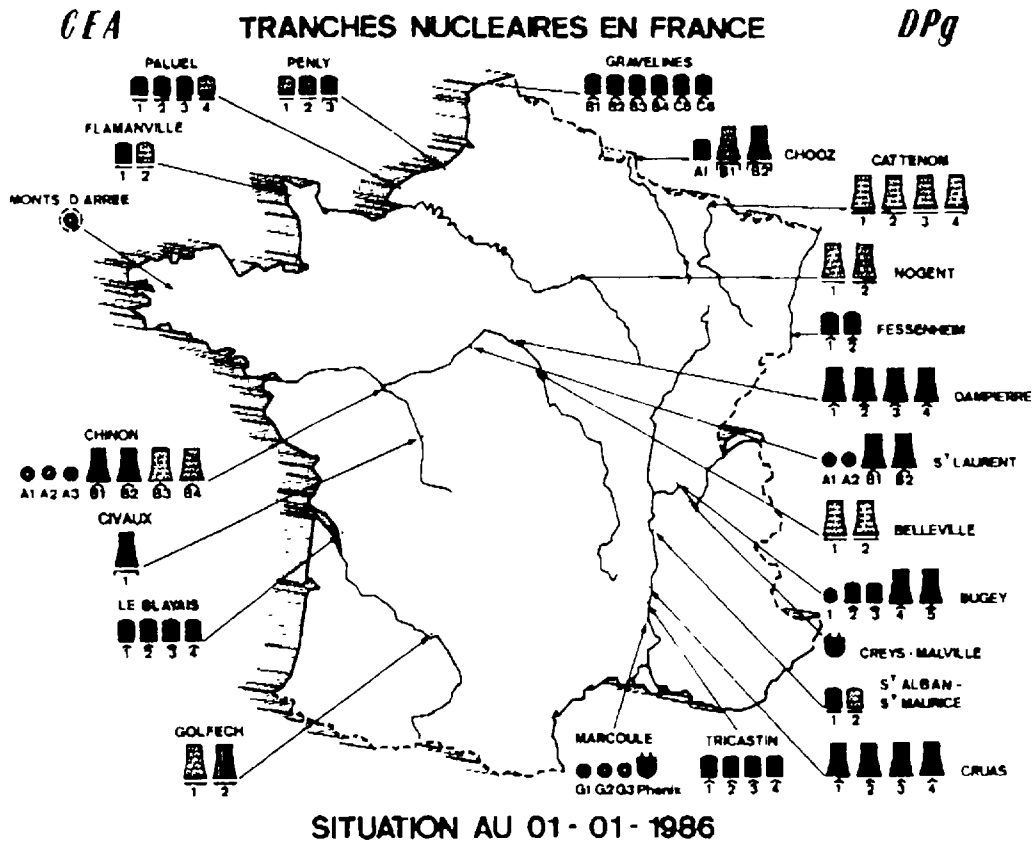 CEA
TRANCHES NUCLEAIRES EN FRANCE
DPg
PALUEL
1 2 3 4
PENLY
1 2 3
GRAVELINES
B1 B2 B3 B4 C5 C6
FLAMANVILLE
1 2
CHOOZ
A1 B1 B2
CATTENOM
1 2 3 4
MONTS D ARREE
NOGENT
1 2
FESSENHEIM
1 2
DAMPIERRE
1 2 3 4
CHINON
A1 A2 A3 B1 B2 B3 B4
ST LAURENT
A1 A2 B1 B2
CIVAUX
1
BELLEVILLE
1 2
LE BLAYAIS
1 2 3 4
BUGEY
1 2 3 4 5
CREYS - MALVILLE
ST ALBAN -
ST MAURICE
1 2
GOLFECH
1 2
MARCOULE
G1 G2 G3 Phenix
TRICASTIN
1 2 3 4
CRUAS
1 2 3 4
SITUATION AU 01 - 01 - 1986